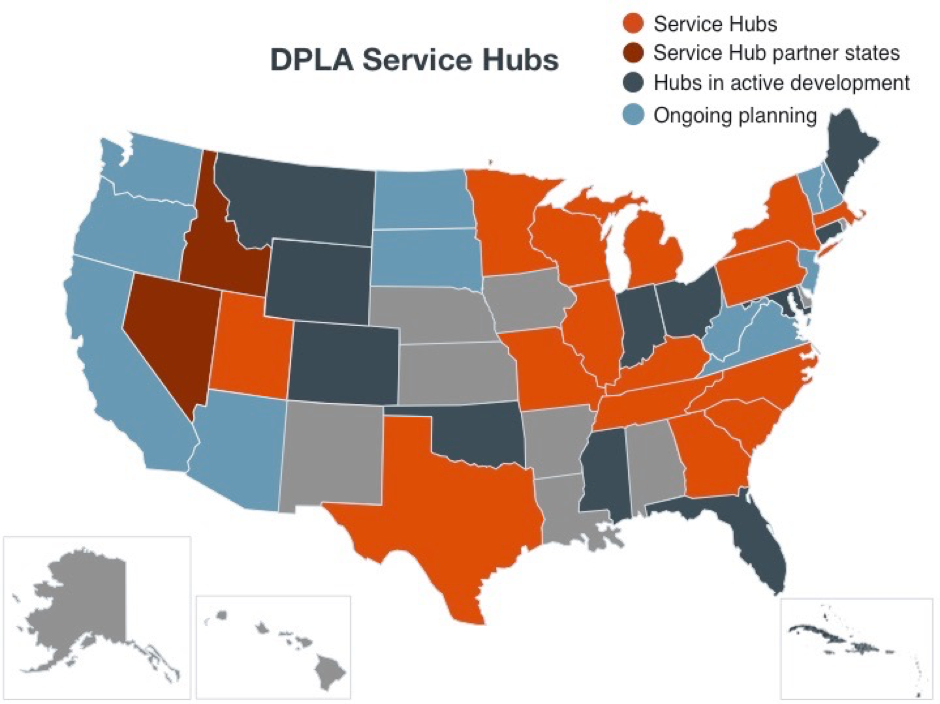 DPLA Service Hubs
Service Hubs
Service Hub partner states
Hubs in active development
Ongoing planning